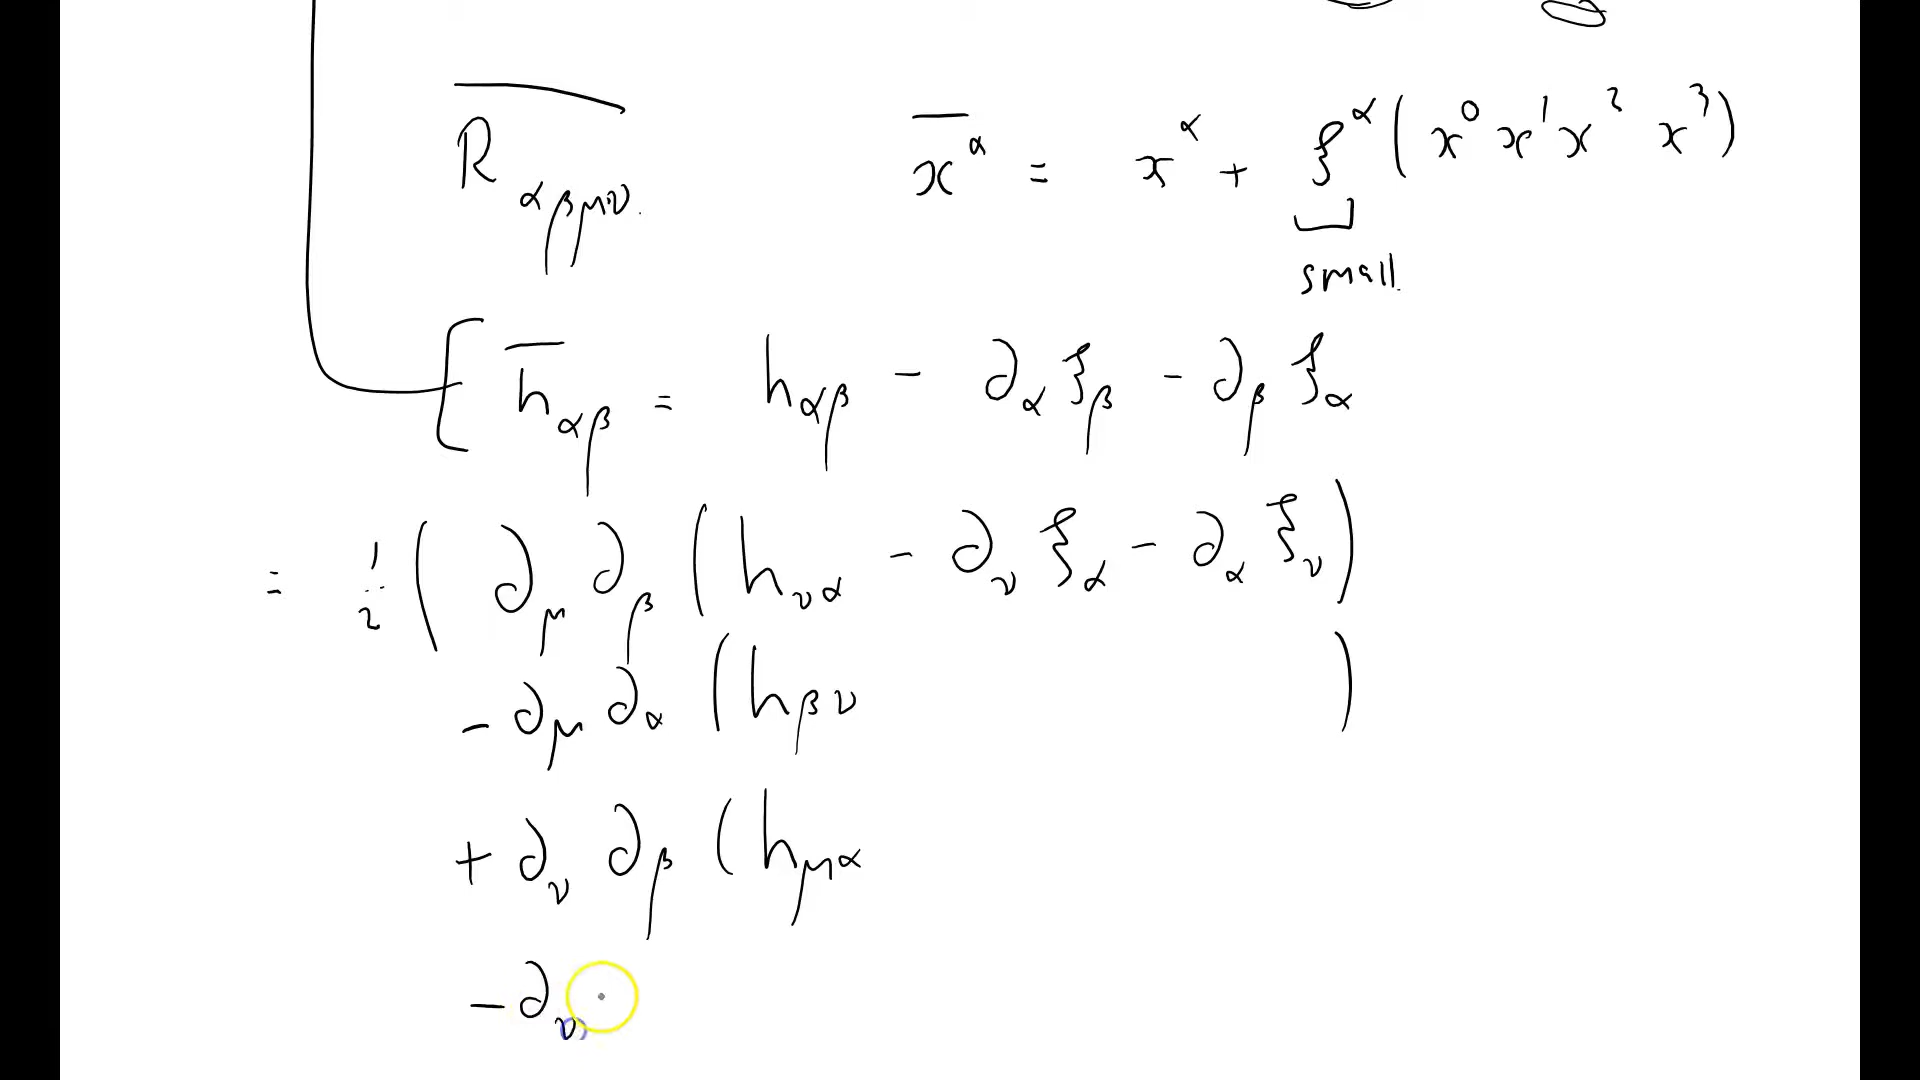 R̅_{αβμν}.   x̅^α = x^α + ξ^α (x^0 x^1 x^2 x^3)
small.
h̅_{αβ} = h_{αβ} - ∂_α ξ_β - ∂_β ξ_α
= 1/2 ( ∂_μ ∂_β ( h_{να} - ∂_ν ξ_α - ∂_α ξ_ν )
- ∂_μ ∂_α ( h_{βν} )
+ ∂_ν ∂_β ( h_{μα}
- ∂_ν